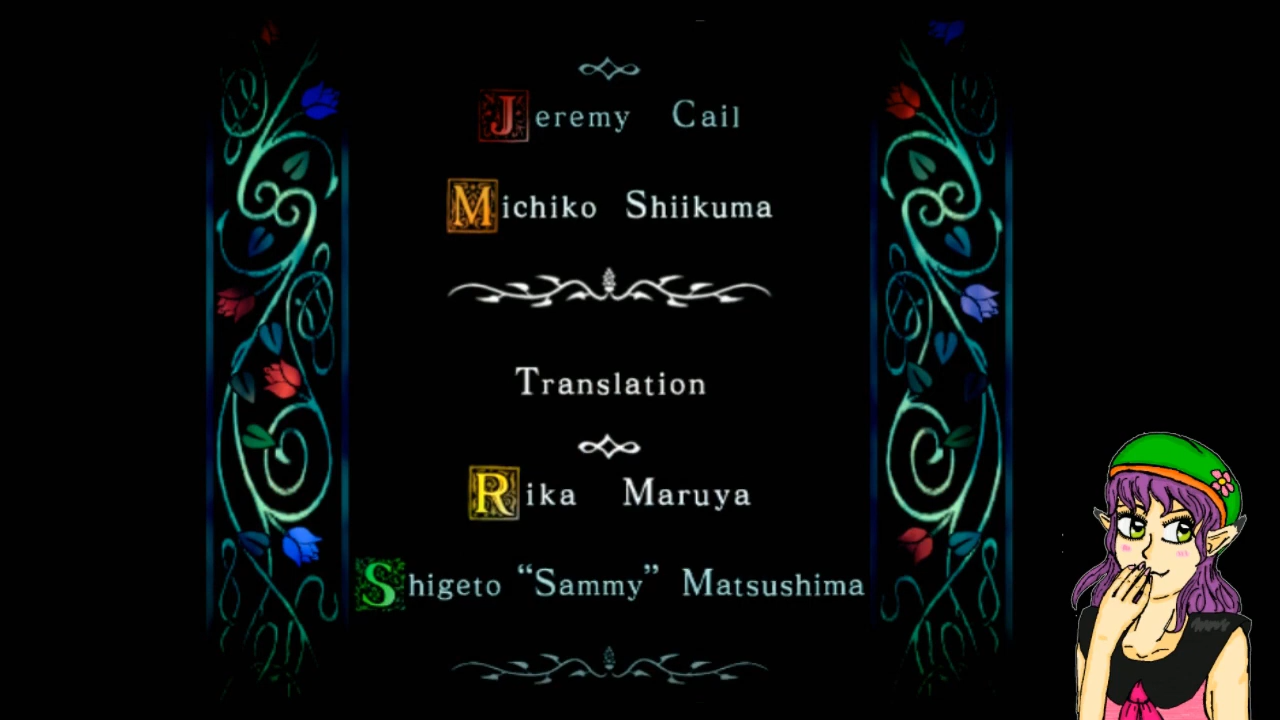 Jeremy Cail
Michiko Shiikuma
Translation
Rika Maruya
Shigeto “Sammy” Matsushima